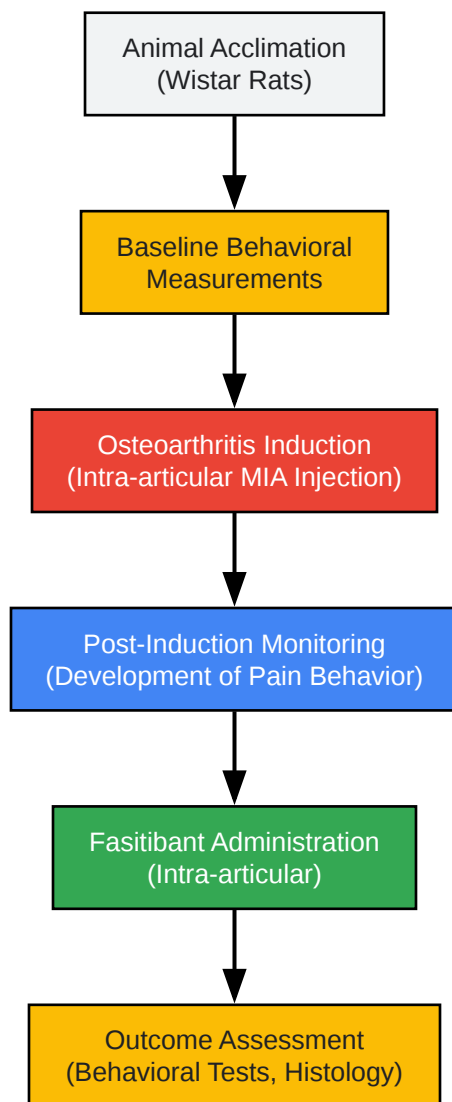 Animal Acclimation
(Wistar Rats)
Baseline Behavioral
Measurements
Osteoarthritis Induction
(Intra-articular MIA Injection)
Post-Induction Monitoring
(Development of Pain Behavior)
Fasitibant Administration
(Intra-articular)
Outcome Assessment
(Behavioral Tests, Histology)